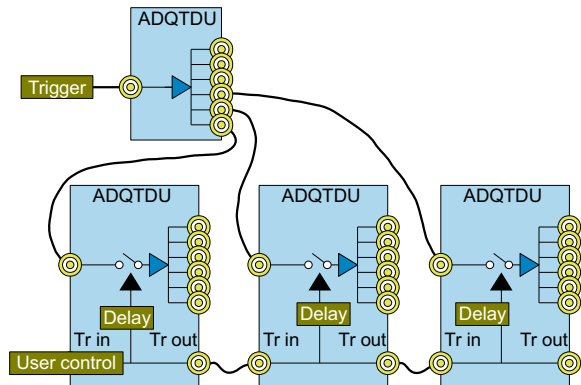 ADQTDU
Trigger
ADQTDU
ADQTDU
ADQTDU
Delay
Delay
Delay
Tr in
Tr out
Tr in
Tr out
Tr in
Tr out
User control